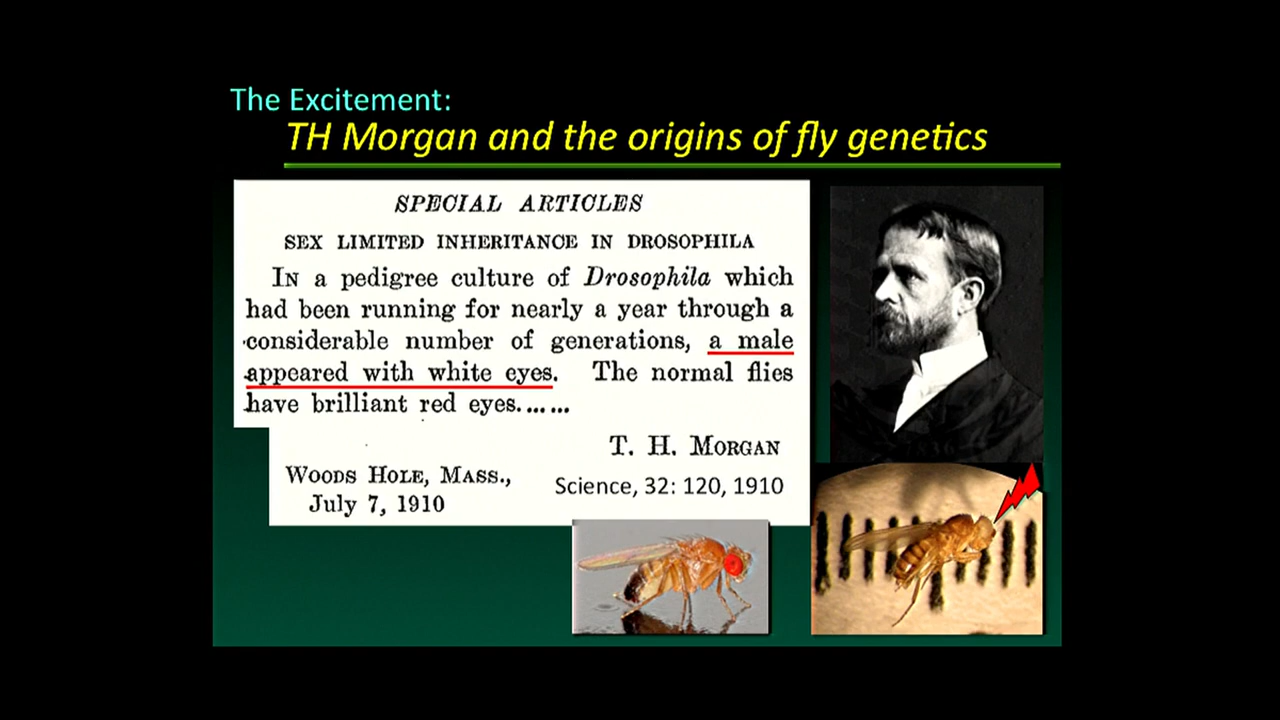 The Excitement:
TH Morgan and the origins of fly genetics
SPECIAL ARTICLES
SEX LIMITED INHERITANCE IN DROSOPHILA
IN a pedigree culture of Drosophila which
had been running for nearly a year through a
considerable number of generations, a male
appeared with white eyes. The normal flies
have brilliant red eyes......
T. H. MORGAN
WOODS HOLE, MASS.,
July 7, 1910
Science, 32: 120, 1910